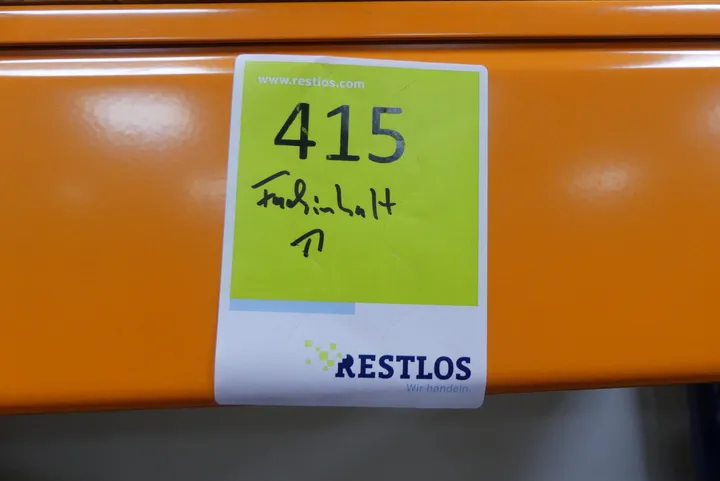 www.restlos.com
415
Fachinhalt
RESTLOS
Wir handeln.